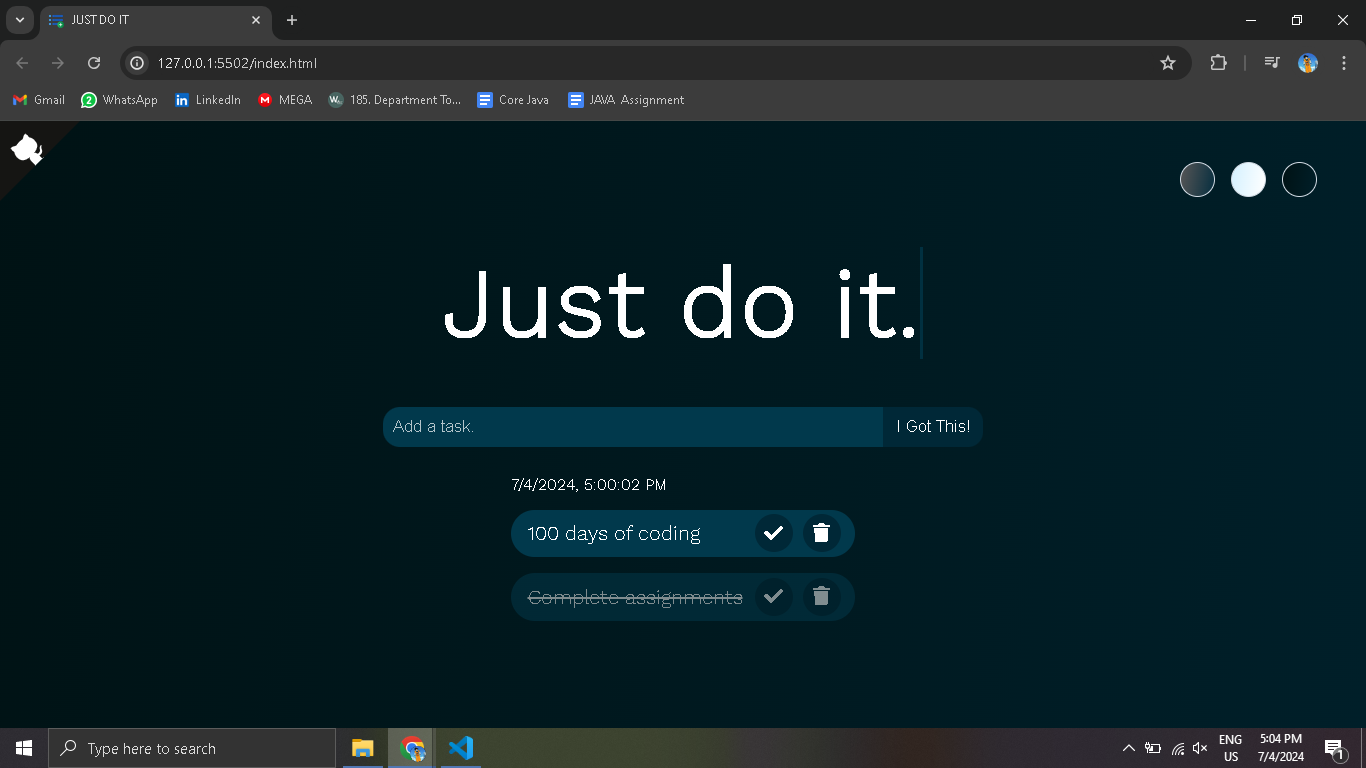 JUST DO IT
127.0.0.1:5502/index.html
Gmail
2
WhatsApp
in
LinkedIn
M
MEGA
185. Department To...
Core Java
JAVA Assignment
Just do it.
Add a task.
I Got This!
7/4/2024, 5:00:02 PM
100 days of coding
Complete assignments
Type here to search
ENG
US
5:04 PM
7/4/2024
1